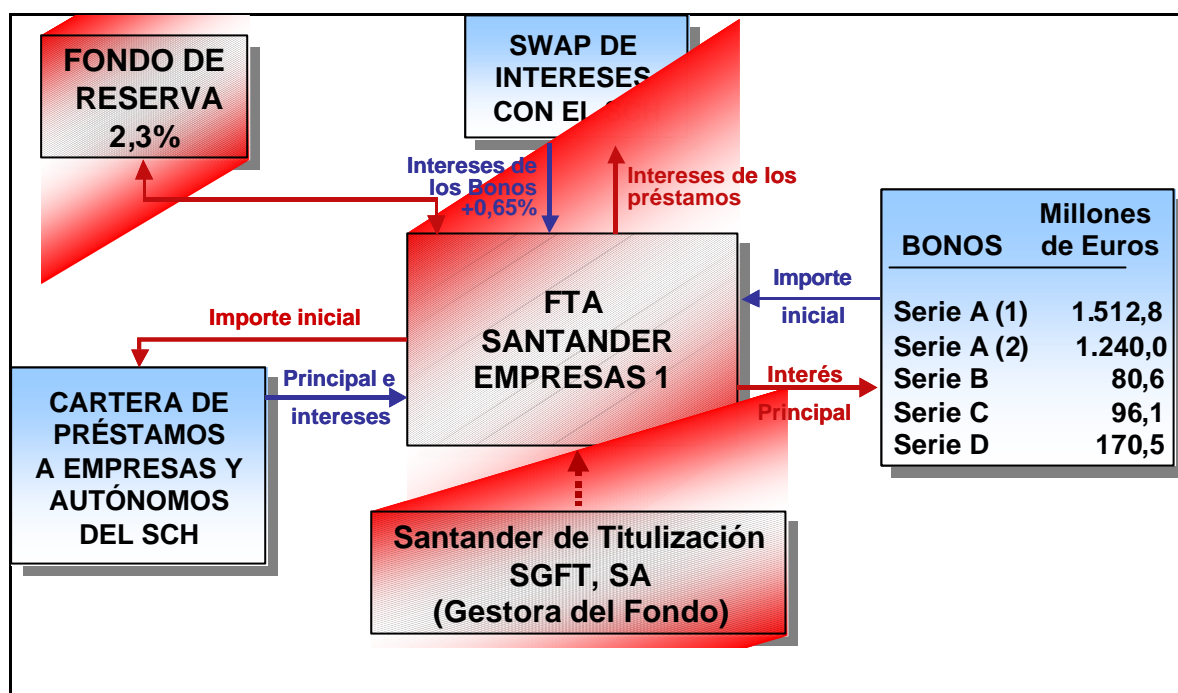 FONDO DE
RESERVA
2,3%
SWAP DE
INTERESES
CON EL SCH
Intereses de
los Bonos
+0,65%
Intereses de los
préstamos
BONOS Millones de Euros
Serie A (1) 1.512,8
Serie A (2) 1.240,0
Serie B 80,6
Serie C 96,1
Serie D 170,5
FTA
SANTANDER
EMPRESAS 1
Importe
inicial
Interés
Principal
Importe inicial
Principal e
intereses
CARTERA DE
PRÉSTAMOS
A EMPRESAS Y
AUTÓNOMOS
DEL SCH
Santander de Titulización
SGFT, SA
(Gestora del Fondo)